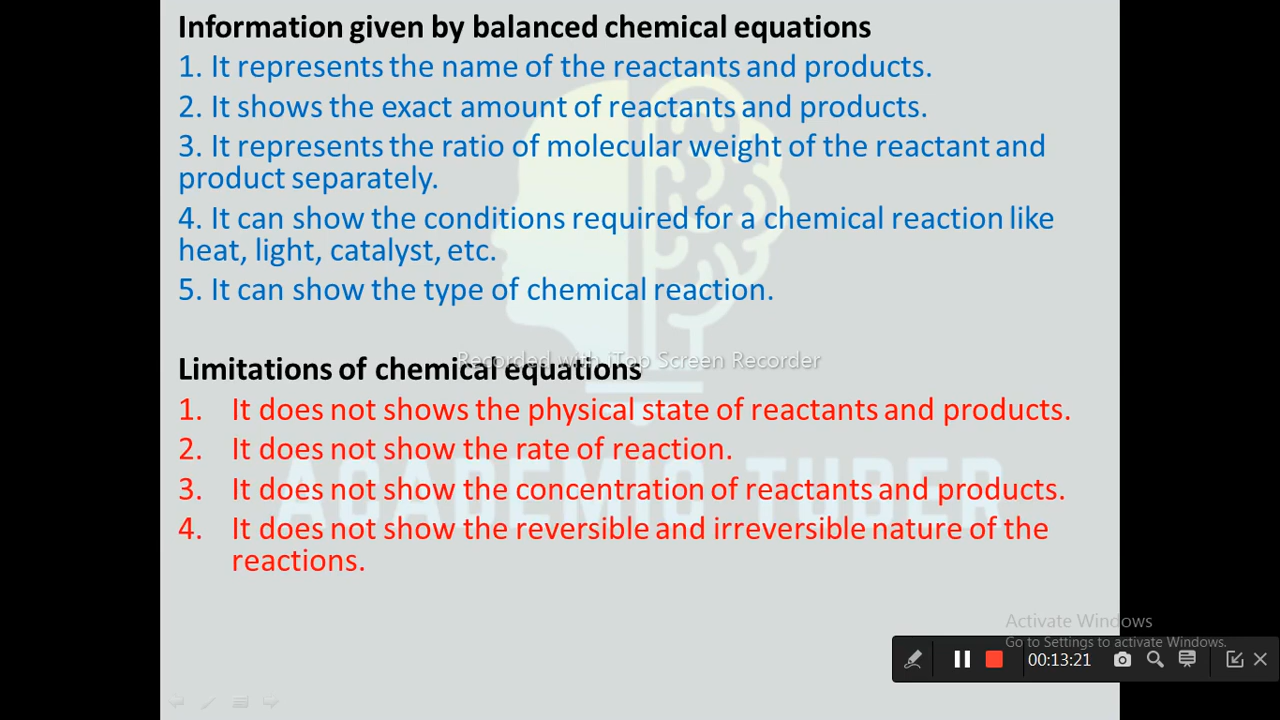 Information given by balanced chemical equations
1. It represents the name of the reactants and products.
2. It shows the exact amount of reactants and products.
3. It represents the ratio of molecular weight of the reactant and
product separately.
4. It can show the conditions required for a chemical reaction like
heat, light, catalyst, etc.
5. It can show the type of chemical reaction.
Recorded with iTop Screen Recorder
Limitations of chemical equations
1. It does not shows the physical state of reactants and products.
2. It does not show the rate of reaction.
3. It does not show the concentration of reactants and products.
ACADEMIC TUBER
4. It does not show the reversible and irreversible nature of the
reactions.
Activate Windows
Go to Settings to activate Windows.
00:13:21